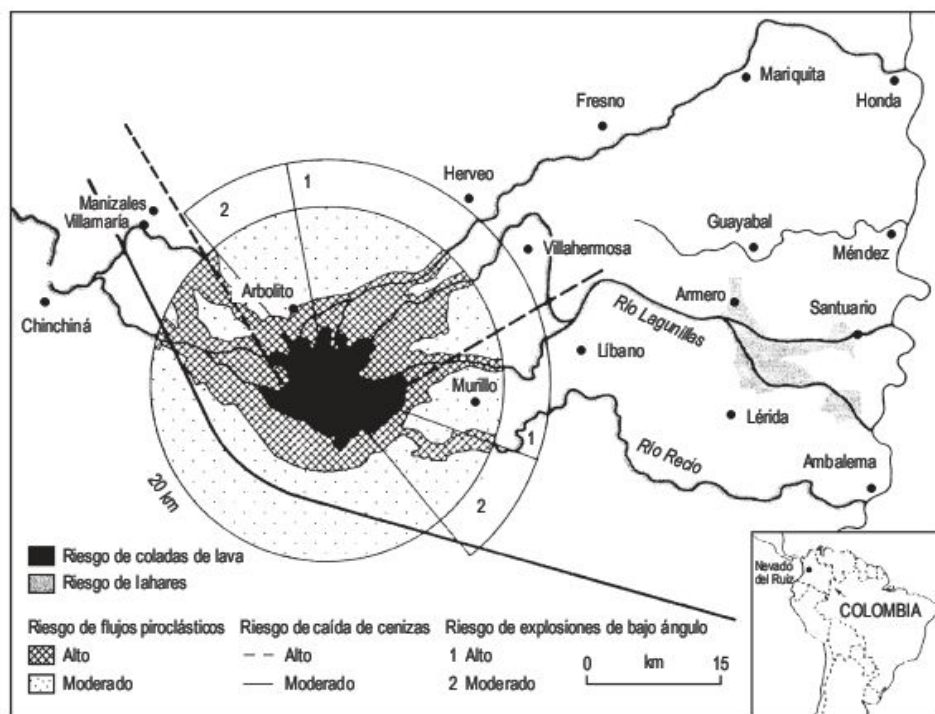 Mariquita
Honda
Fresno
Herveo
1
2
Manizales
Villamaría
Guayabal
Villahermosa
Méndez
Arbolito
Armero
Río Lagunillas
Santuario
Chinchiná
Líbano
Murillo
Lérida
1
Río Recio
Ambalema
2
20 km
Riesgo de coladas de lava
Riesgo de lahares
Riesgo de flujos piroclásticos
Alto
Moderado
Riesgo de caída de cenizas
Alto
Moderado
Riesgo de explosiones de bajo ángulo
1 Alto
2 Moderado
0 km 15
Nevado
del Ruiz
COLOMBIA